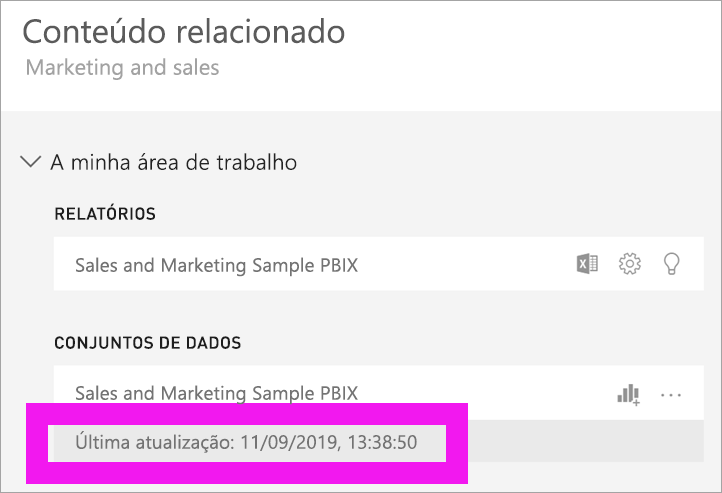 Conteúdo relacionado
Marketing and sales
A minha área de trabalho
RELATÓRIOS
Sales and Marketing Sample PBIX
CONJUNTOS DE DADOS
Sales and Marketing Sample PBIX
Última atualização: 11/09/2019, 13:38:50